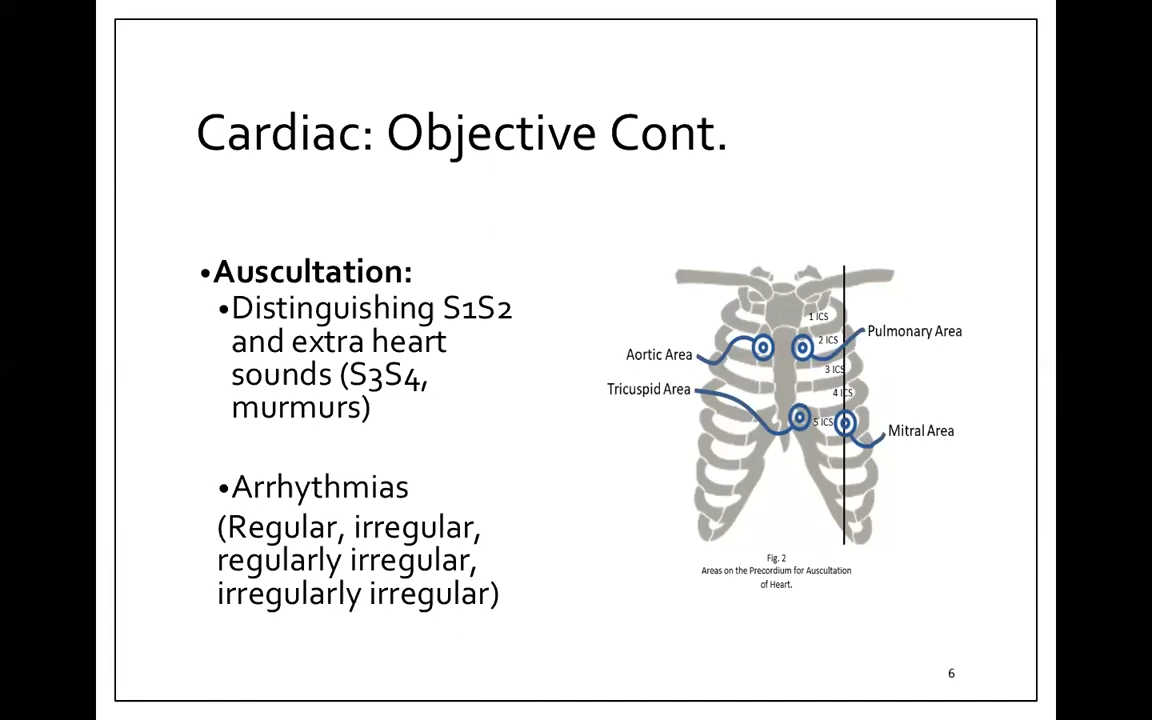 Cardiac: Objective Cont.
•Auscultation:
•Distinguishing S1S2
and extra heart
sounds (S3S4,
murmurs)
•Arrhythmias
(Regular, irregular,
regularly irregular,
irregularly irregular)
1 ICS
Pulmonary Area
2 ICS
Aortic Area
3 ICS
Tricuspid Area
4 ICS
5 ICS
Mitral Area
Fig. 2
Areas on the Precordium for Auscultation
of Heart.
6